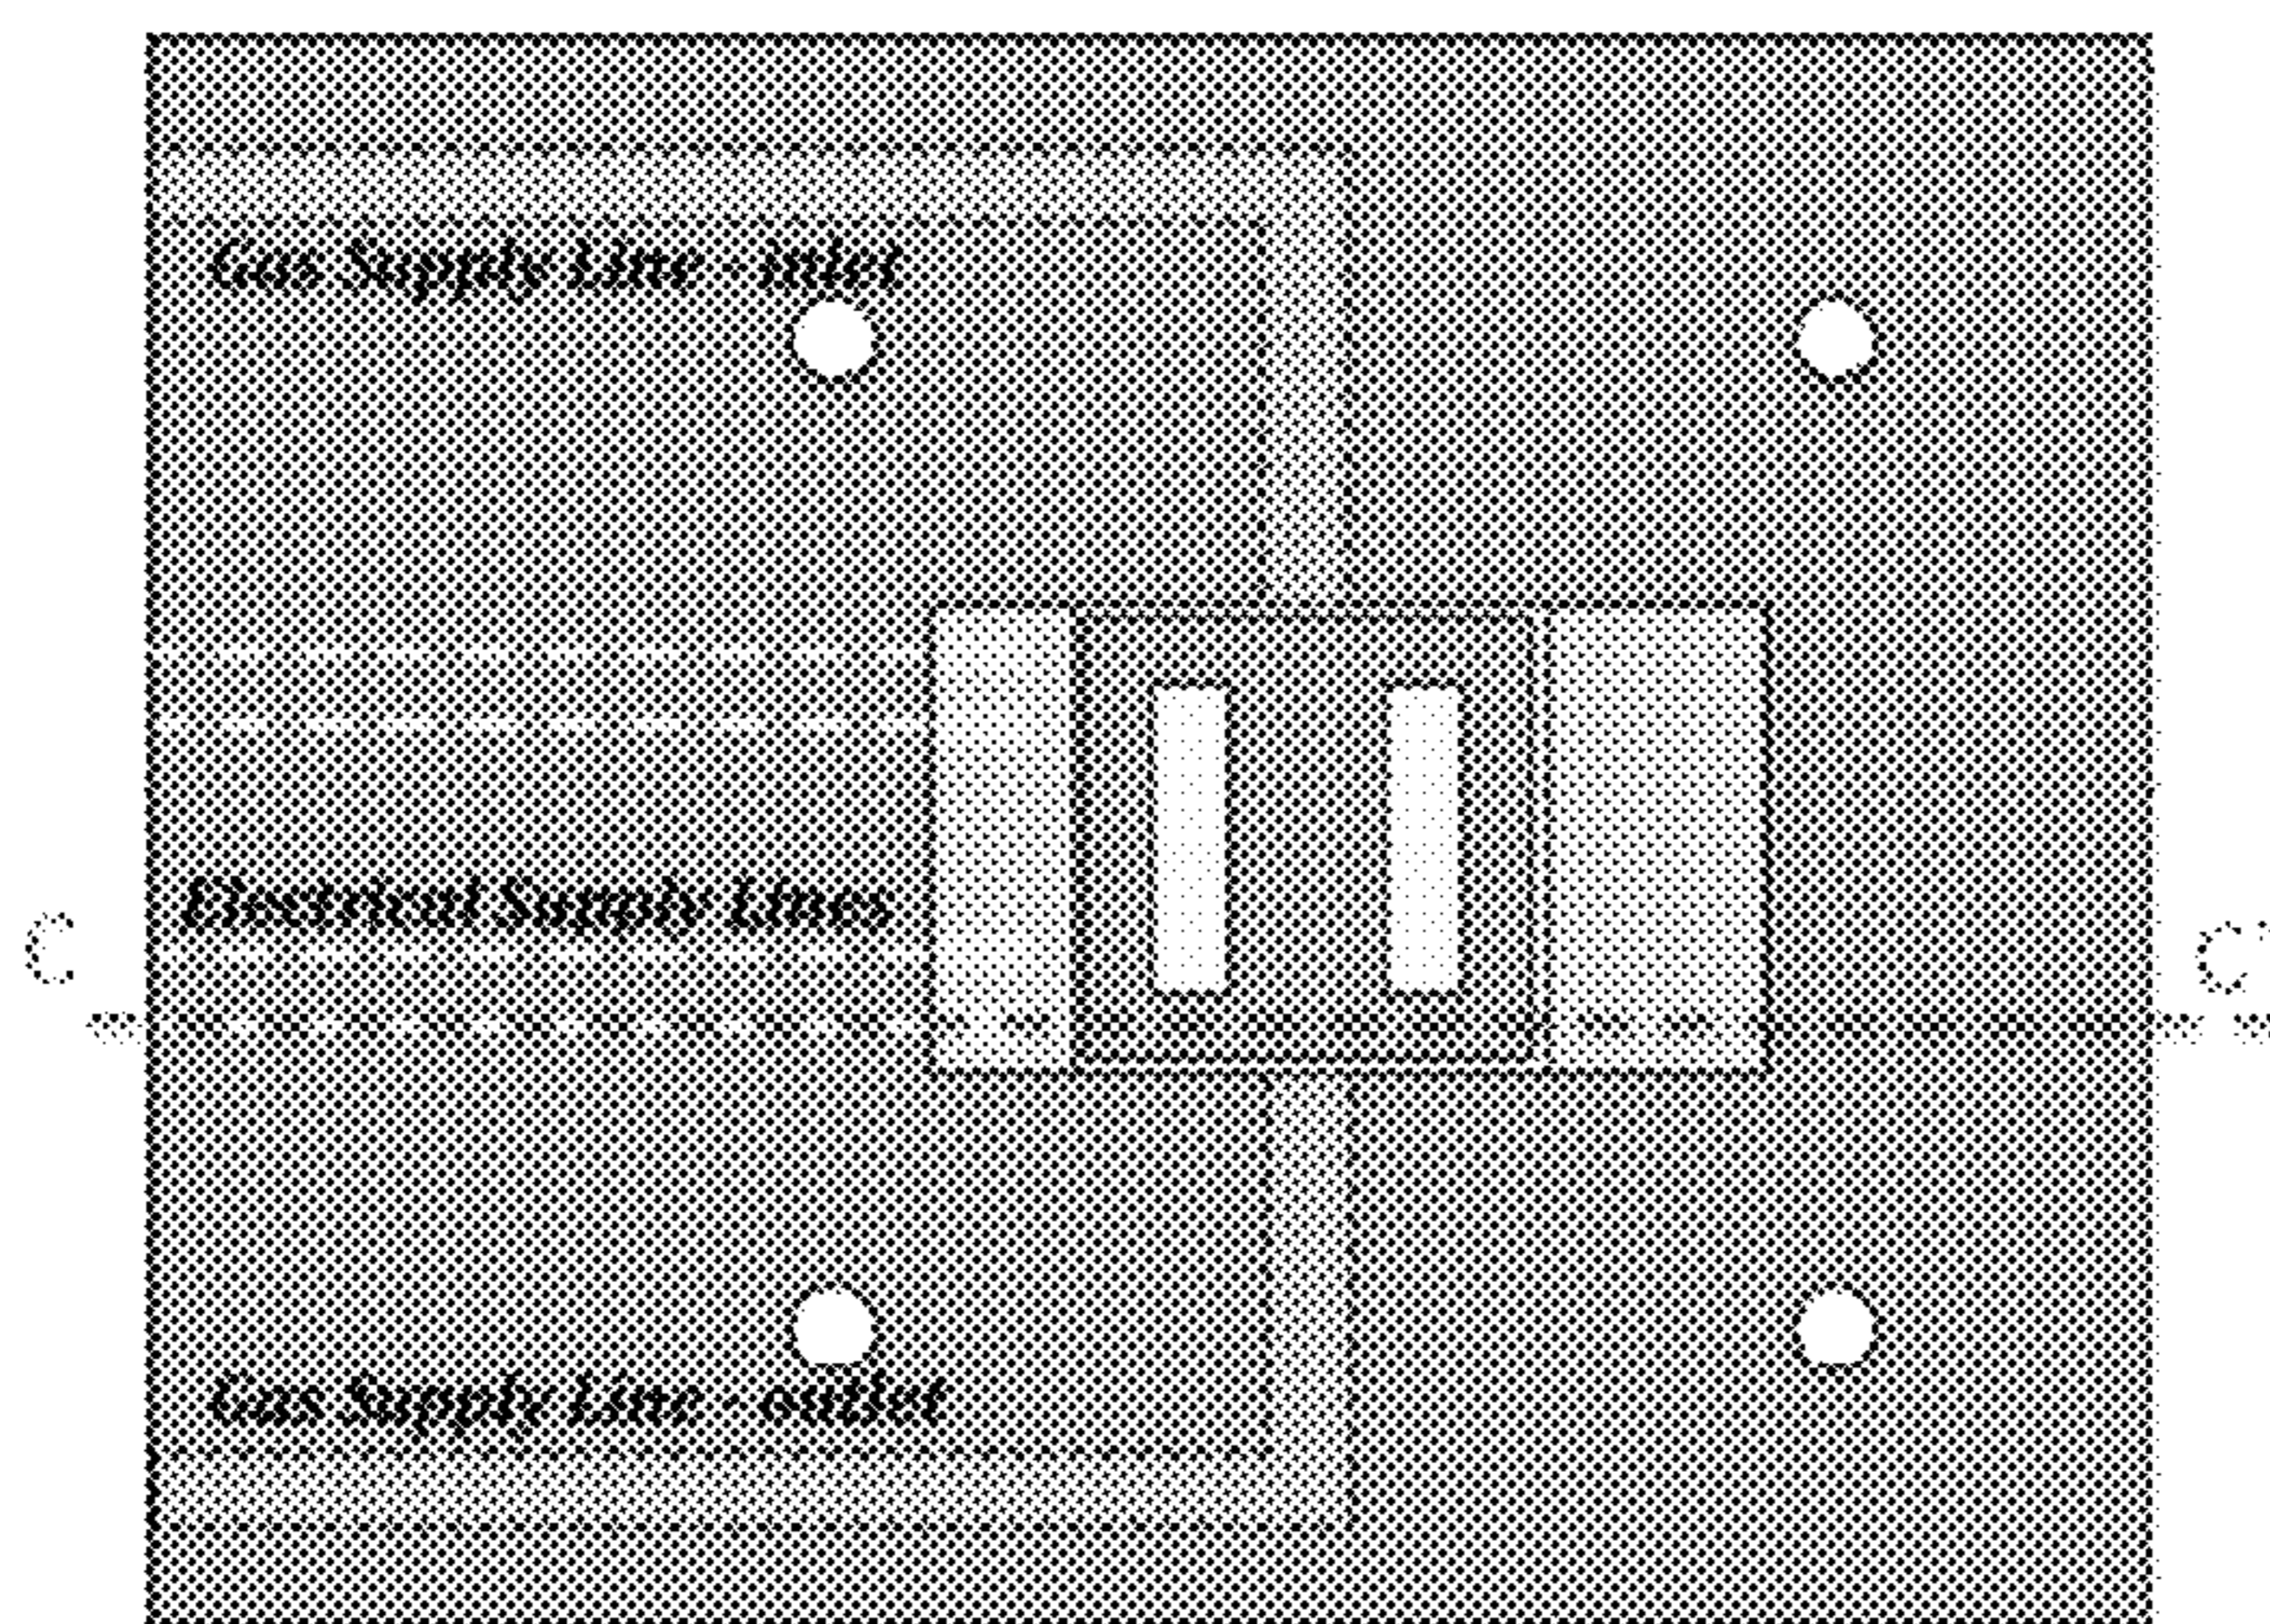 Gas Supply Line - inlet
Electrical Supply Lines
C
C'
Gas Supply Line - outlet